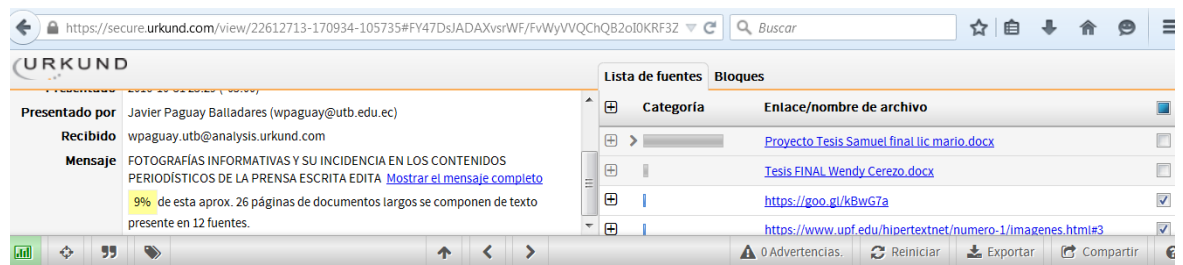 https://secure.urkund.com/view/22612713-170934-105735#FY47DsJADAXvsrWF/FvWyVVQChQB2oI0KRF3Z
Buscar
URKUND
Lista de fuentes Bloques
Presentado por Javier Paguay Balladares (wpaguay@utb.edu.ec)
Recibido wpaguay.utb@analysis.urkund.com
Mensaje FOTOGRAFÍAS INFORMATIVAS Y SU INCIDENCIA EN LOS CONTENIDOS
PERIODÍSTICOS DE LA PRENSA ESCRITA EDITA Mostrar el mensaje completo
9% de esta aprox. 26 páginas de documentos largos se componen de texto
presente en 12 fuentes.
Categoría Enlace/nombre de archivo
Proyecto Tesis Samuel final lic mario.docx
Tesis FINAL Wendy Cerezo.docx
https://goo.gl/kBwG7a
https://www.upf.edu/hipertextnet/numero-1/imagenes.html#3
0 Advertencias. Reiniciar Exportar Compartir